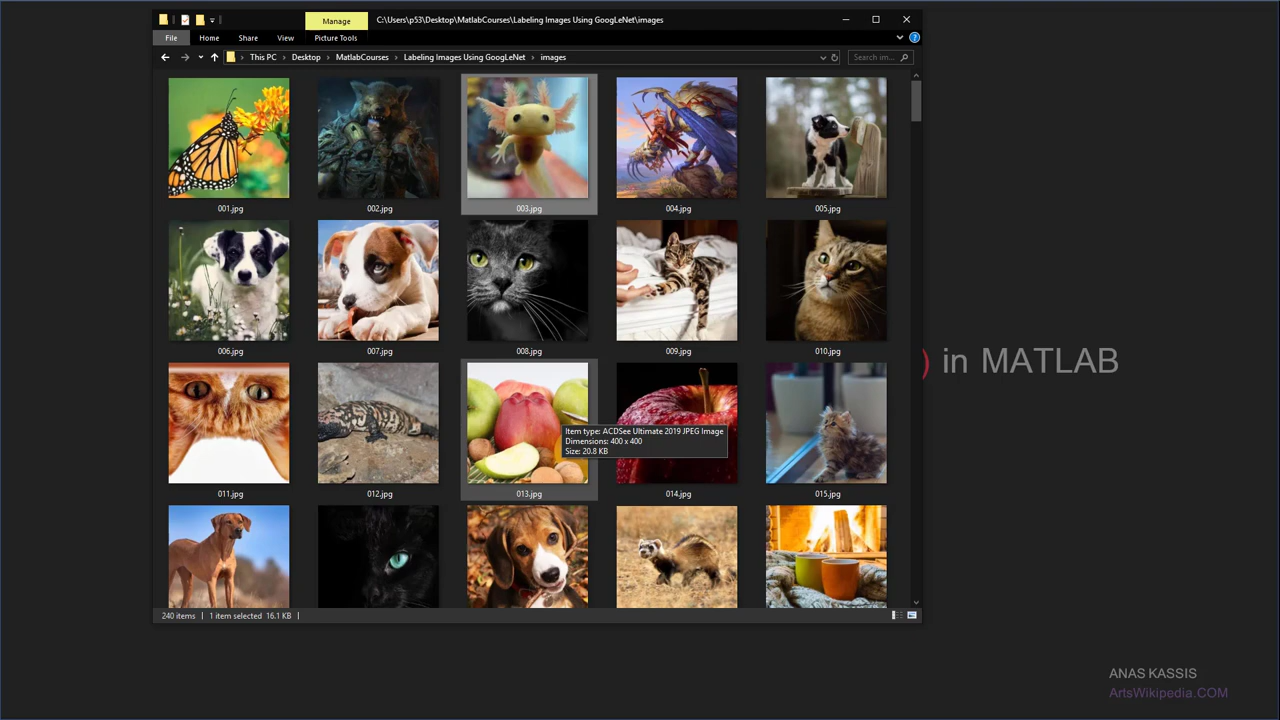 Manage
C:\Users\p53\Desktop\MatlabCourses\Labeling Images Using GoogLeNet\images
File Home Share View Picture Tools
This PC > Desktop > MatlabCourses > Labeling Images Using GoogLeNet > images
Search im...
001.jpg 002.jpg 003.jpg 004.jpg 005.jpg
006.jpg 007.jpg 008.jpg 009.jpg 010.jpg
) in MATLAB
Item type: ACDSee Ultimate 2019 JPEG Image
Dimensions: 400 x 400
Size: 20.8 KB
011.jpg 012.jpg 013.jpg 014.jpg 015.jpg
240 items 1 item selected 16.1 KB
ANAS KASSIS
ArtsWikipedia.COM